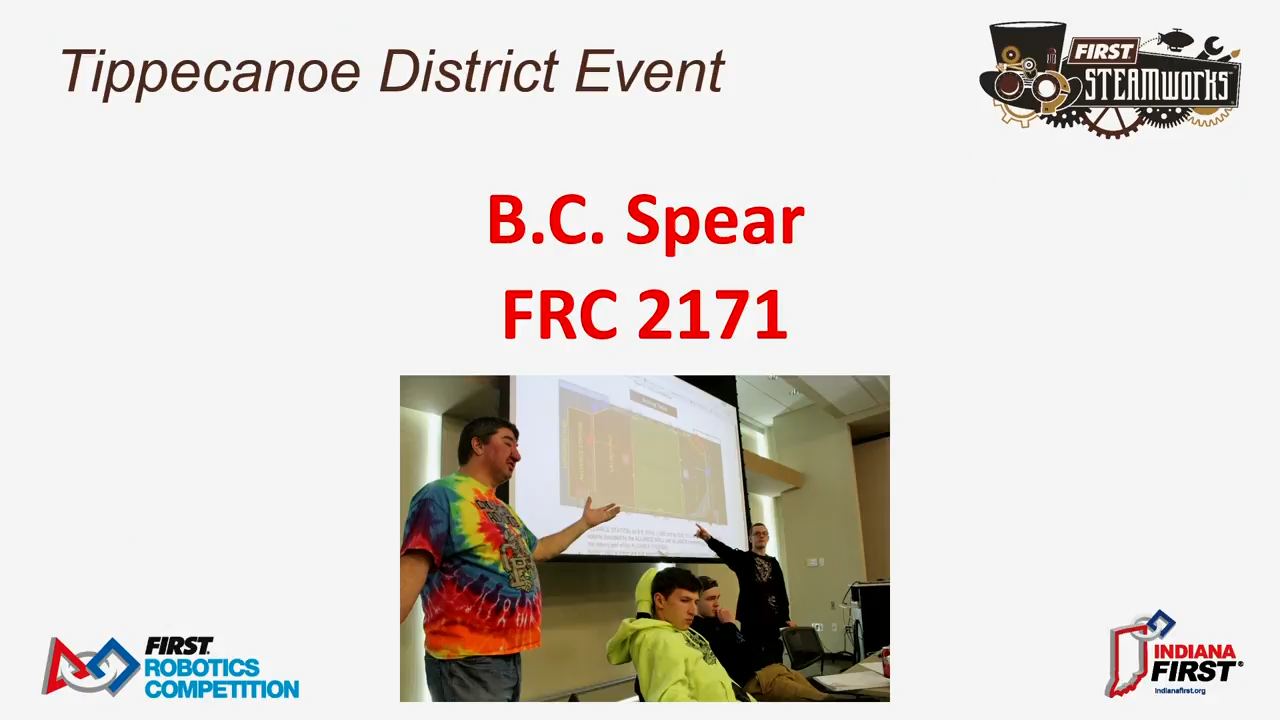 Tippecanoe District Event
FIRST
STEAMWORKS
B.C. Spear
FRC 2171
FIRST
ROBOTICS
COMPETITION
INDIANA
FIRST
indianafirst.org